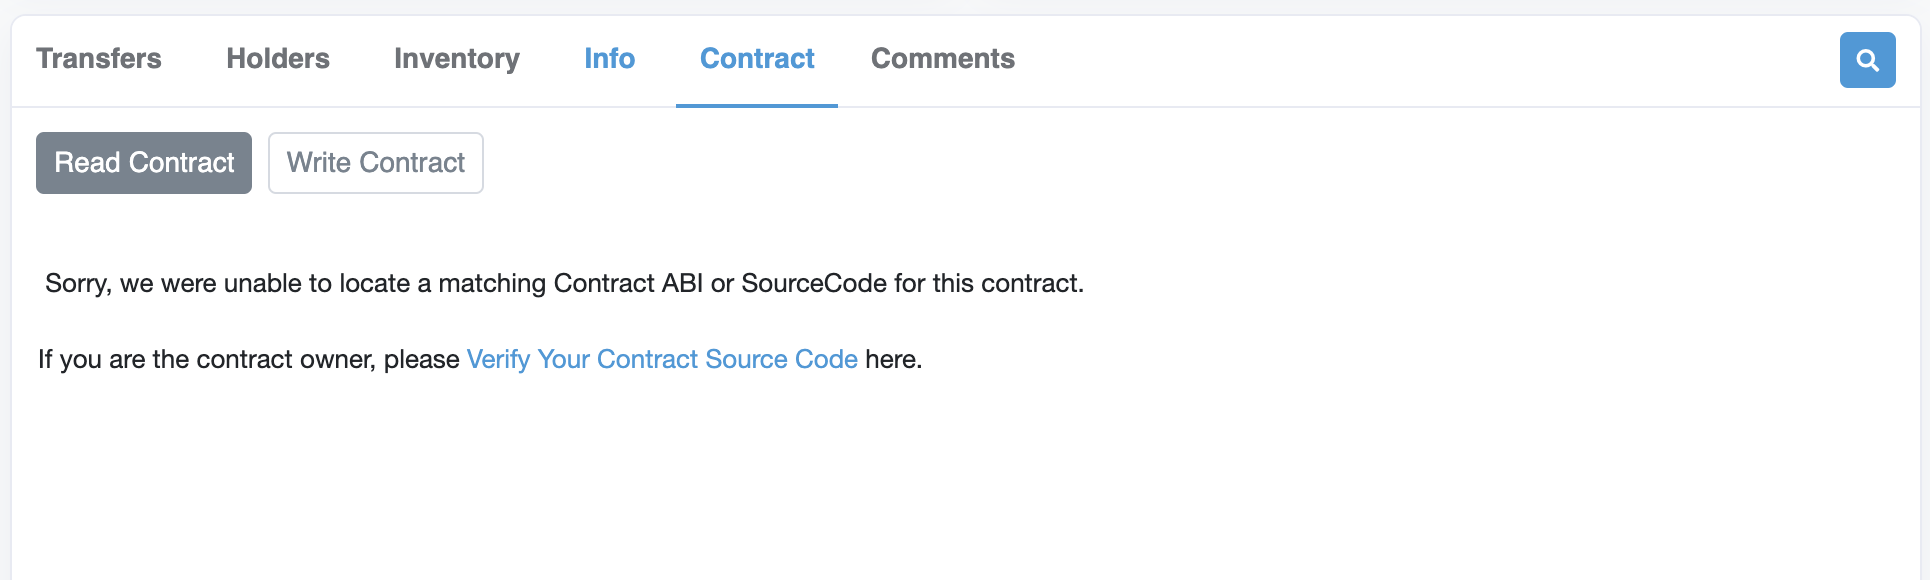 Transfers Holders Inventory Info Contract Comments
Read Contract Write Contract
Sorry, we were unable to locate a matching Contract ABI or SourceCode for this contract.
If you are the contract owner, please Verify Your Contract Source Code here.